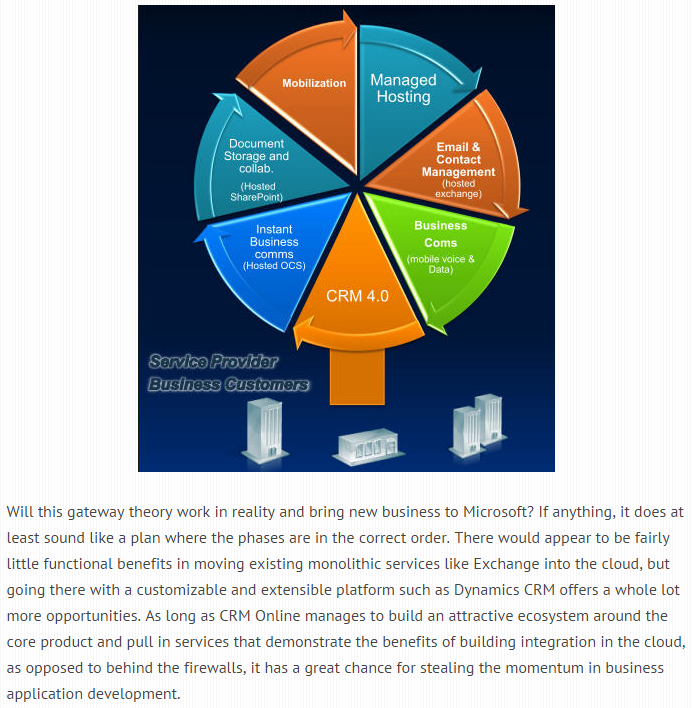 Mobilization
Managed
Hosting
Document
Storage and
collab.
(Hosted
SharePoint)
Email &
Contact
Management
(hosted
exchange)
Instant
Business
comms
(Hosted OCS)
Business
Coms
(mobile voice &
Data)
CRM 4.0
Service Provider
Business Customers
Will this gateway theory work in reality and bring new business to Microsoft? If anything, it does at
least sound like a plan where the phases are in the correct order. There would appear to be fairly
little functional benefits in moving existing monolithic services like Exchange into the cloud, but
going there with a customizable and extensible platform such as Dynamics CRM offers a whole lot
more opportunities. As long as CRM Online manages to build an attractive ecosystem around the
core product and pull in services that demonstrate the benefits of building integration in the cloud,
as opposed to behind the firewalls, it has a great chance for stealing the momentum in business
application development.